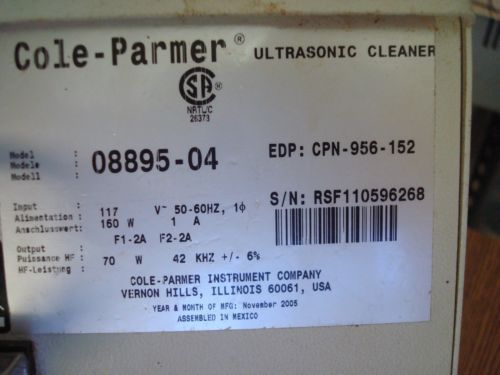 Cole-Parmer® ULTRASONIC CLEANER
CSA®
NRTL/C
26373
Model :
Modele : 08895-04 EDP: CPN-956-152
Modell :
S/N: RSF110596268
Input : 117 V~ 50-60HZ, 1ϕ
Alimentation : 160 W 1 A
Anschlusswert:
F1-2A F2-2A
Output :
Puissance HF : 70 W 42 KHZ +/- 6%
HF-Leistung :
COLE-PARMER INSTRUMENT COMPANY
VERNON HILLS, ILLINOIS 60061, USA
YEAR & MONTH OF MFG: November 2005
ASSEMBLED IN MEXICO